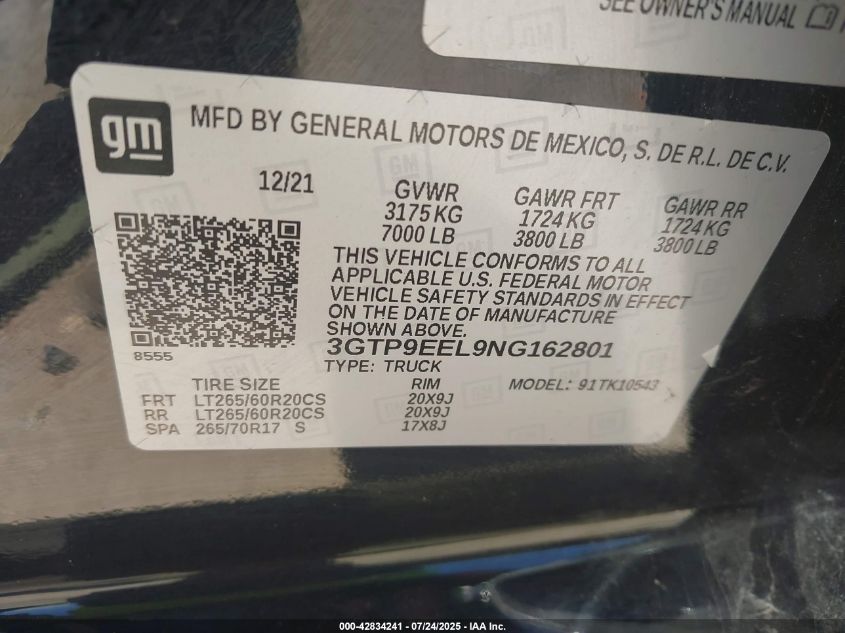 SEE OWNER'S MANUAL
gm
MFD BY GENERAL MOTORS DE MEXICO, S. DE R.L. DE C.V.
12/21
GVWR GAWR FRT GAWR RR
3175 KG 1724 KG 1724 KG
7000 LB 3800 LB 3800 LB
THIS VEHICLE CONFORMS TO ALL
APPLICABLE U.S. FEDERAL MOTOR
VEHICLE SAFETY STANDARDS IN EFFECT
ON THE DATE OF MANUFACTURE
SHOWN ABOVE.
8555
3GTP9EEL9NG162801
TYPE: TRUCK
MODEL: 91TK10543
TIRE SIZE RIM
FRT LT265/60R20CS 20X9J
RR LT265/60R20CS 20X9J
SPA 265/70R17 S 17X8J
000-42834241 - 07/24/2025 - IAA Inc.